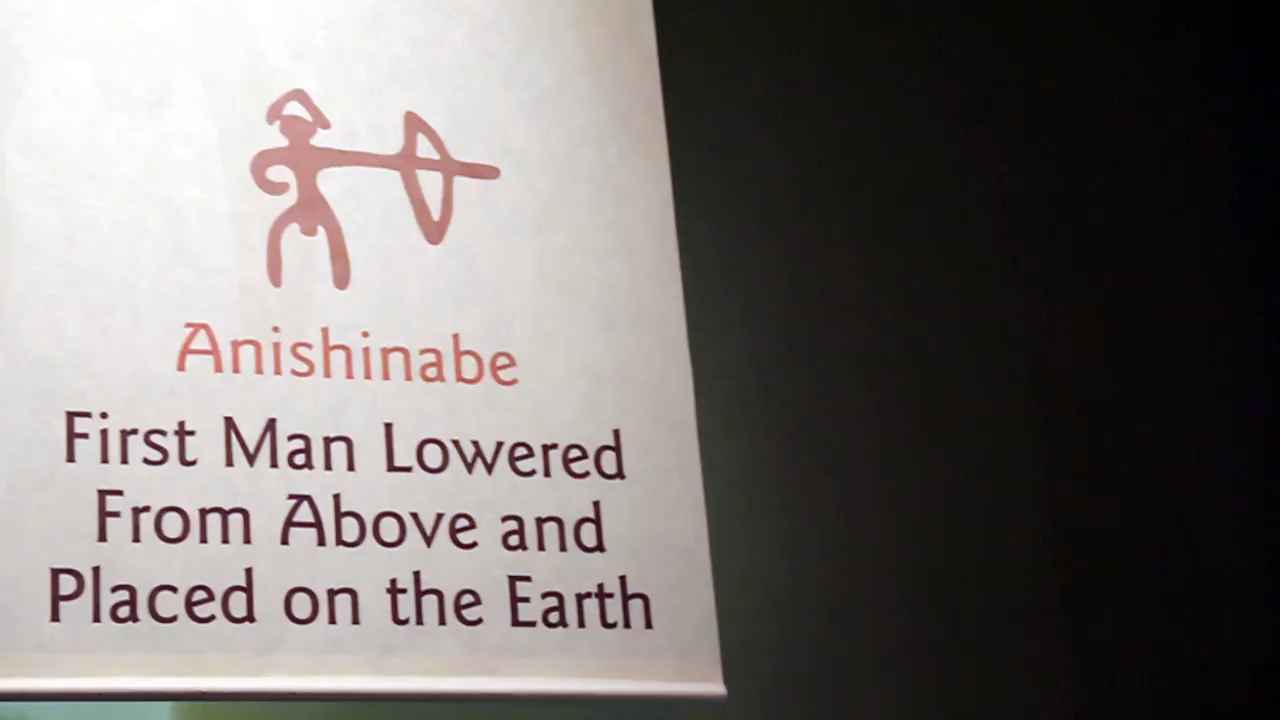 Anishinabe
First Man Lowered
From Above and
Placed on the Earth